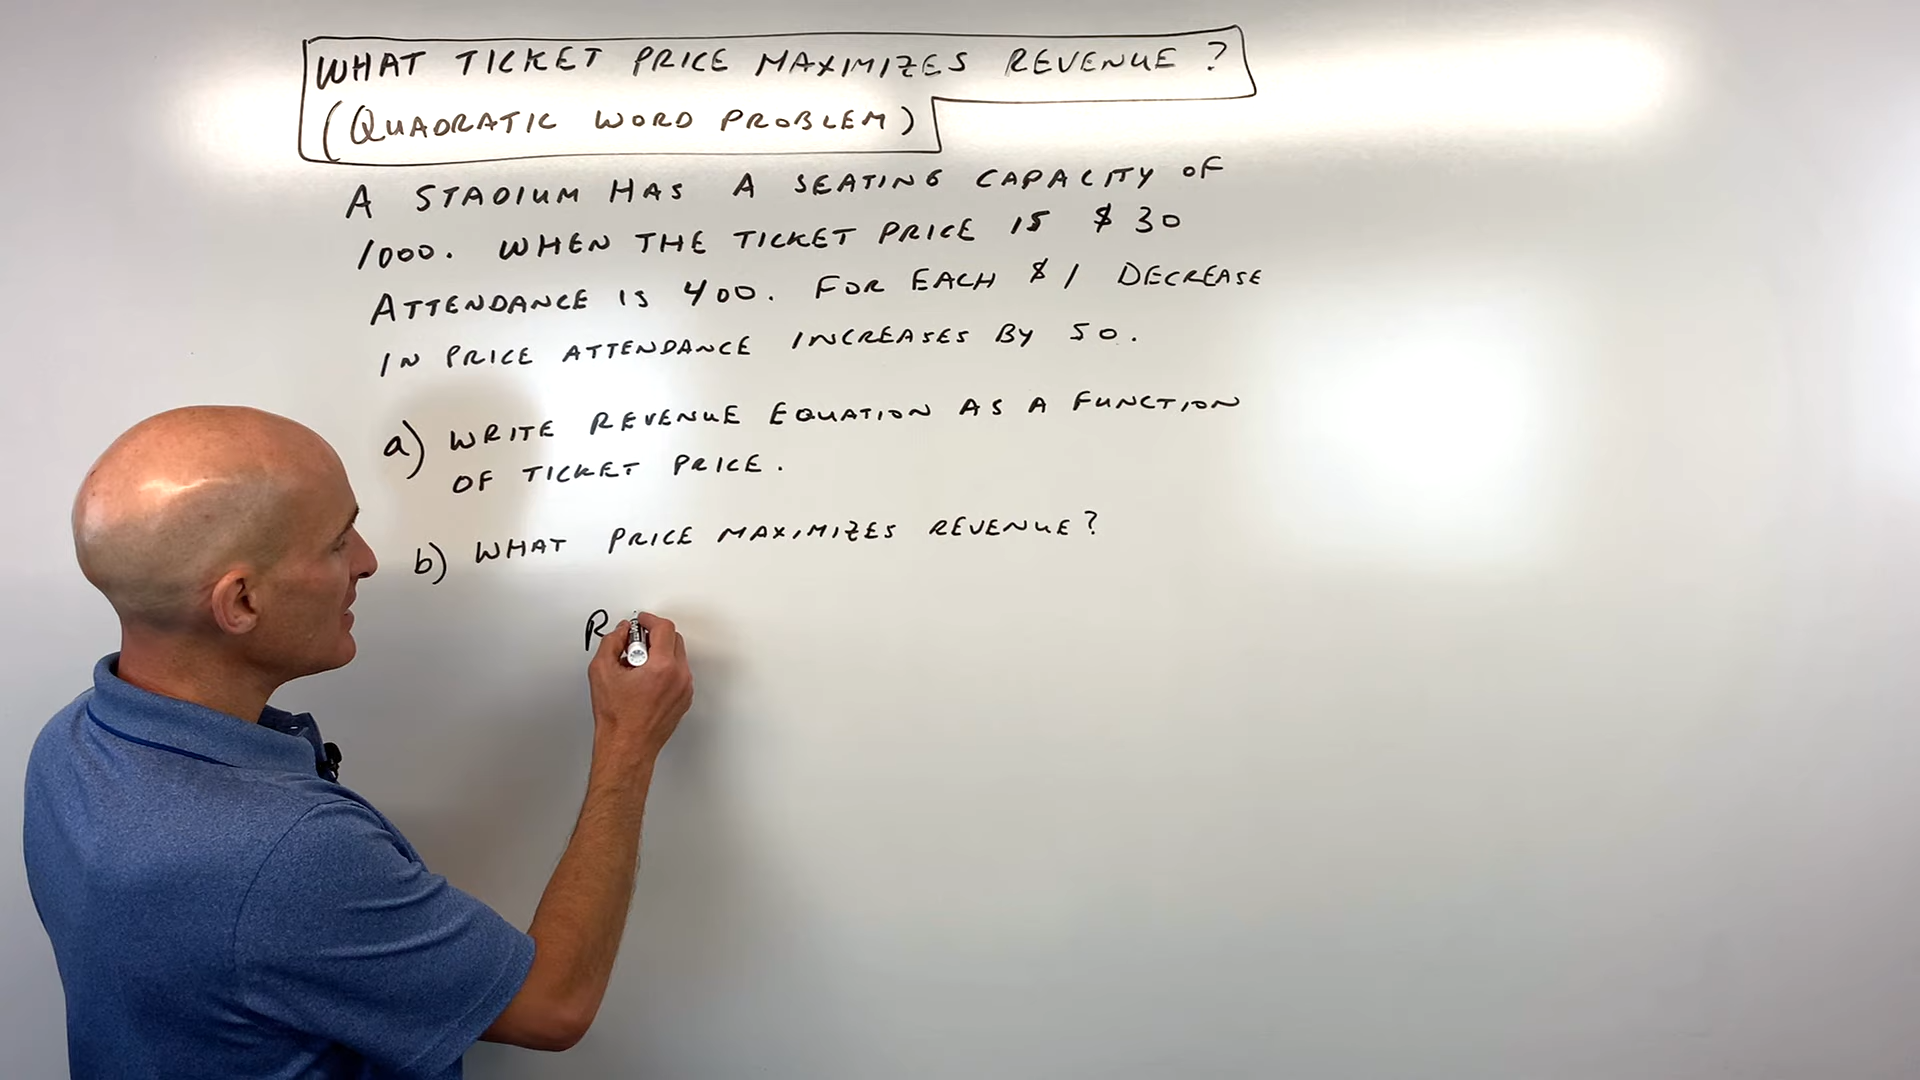 WHAT TICKET PRICE MAXIMIZES REVENUE?
(QUADRATIC WORD PROBLEM)
A STADIUM HAS A SEATING CAPACITY OF
1000. WHEN THE TICKET PRICE IS $30
ATTENDANCE IS 400. FOR EACH $1 DECREASE
IN PRICE ATTENDANCE INCREASES BY 50.
a) WRITE REVENUE EQUATION AS A FUNCTION
OF TICKET PRICE.
b) WHAT PRICE MAXIMIZES REVENUE?
R